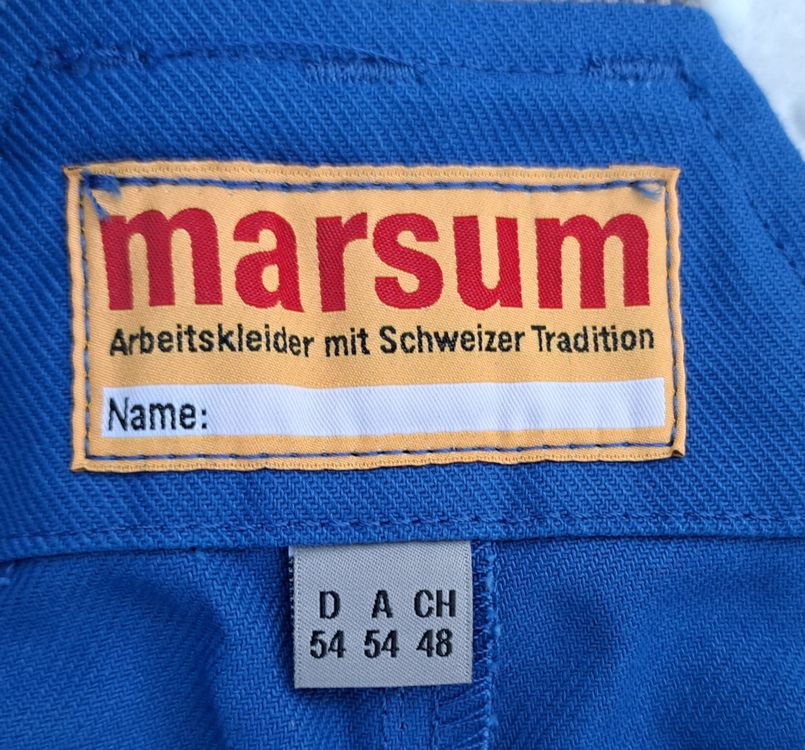 marsum
Arbeitskleider mit Schweizer Tradition
Name:
D A CH
54 54 48